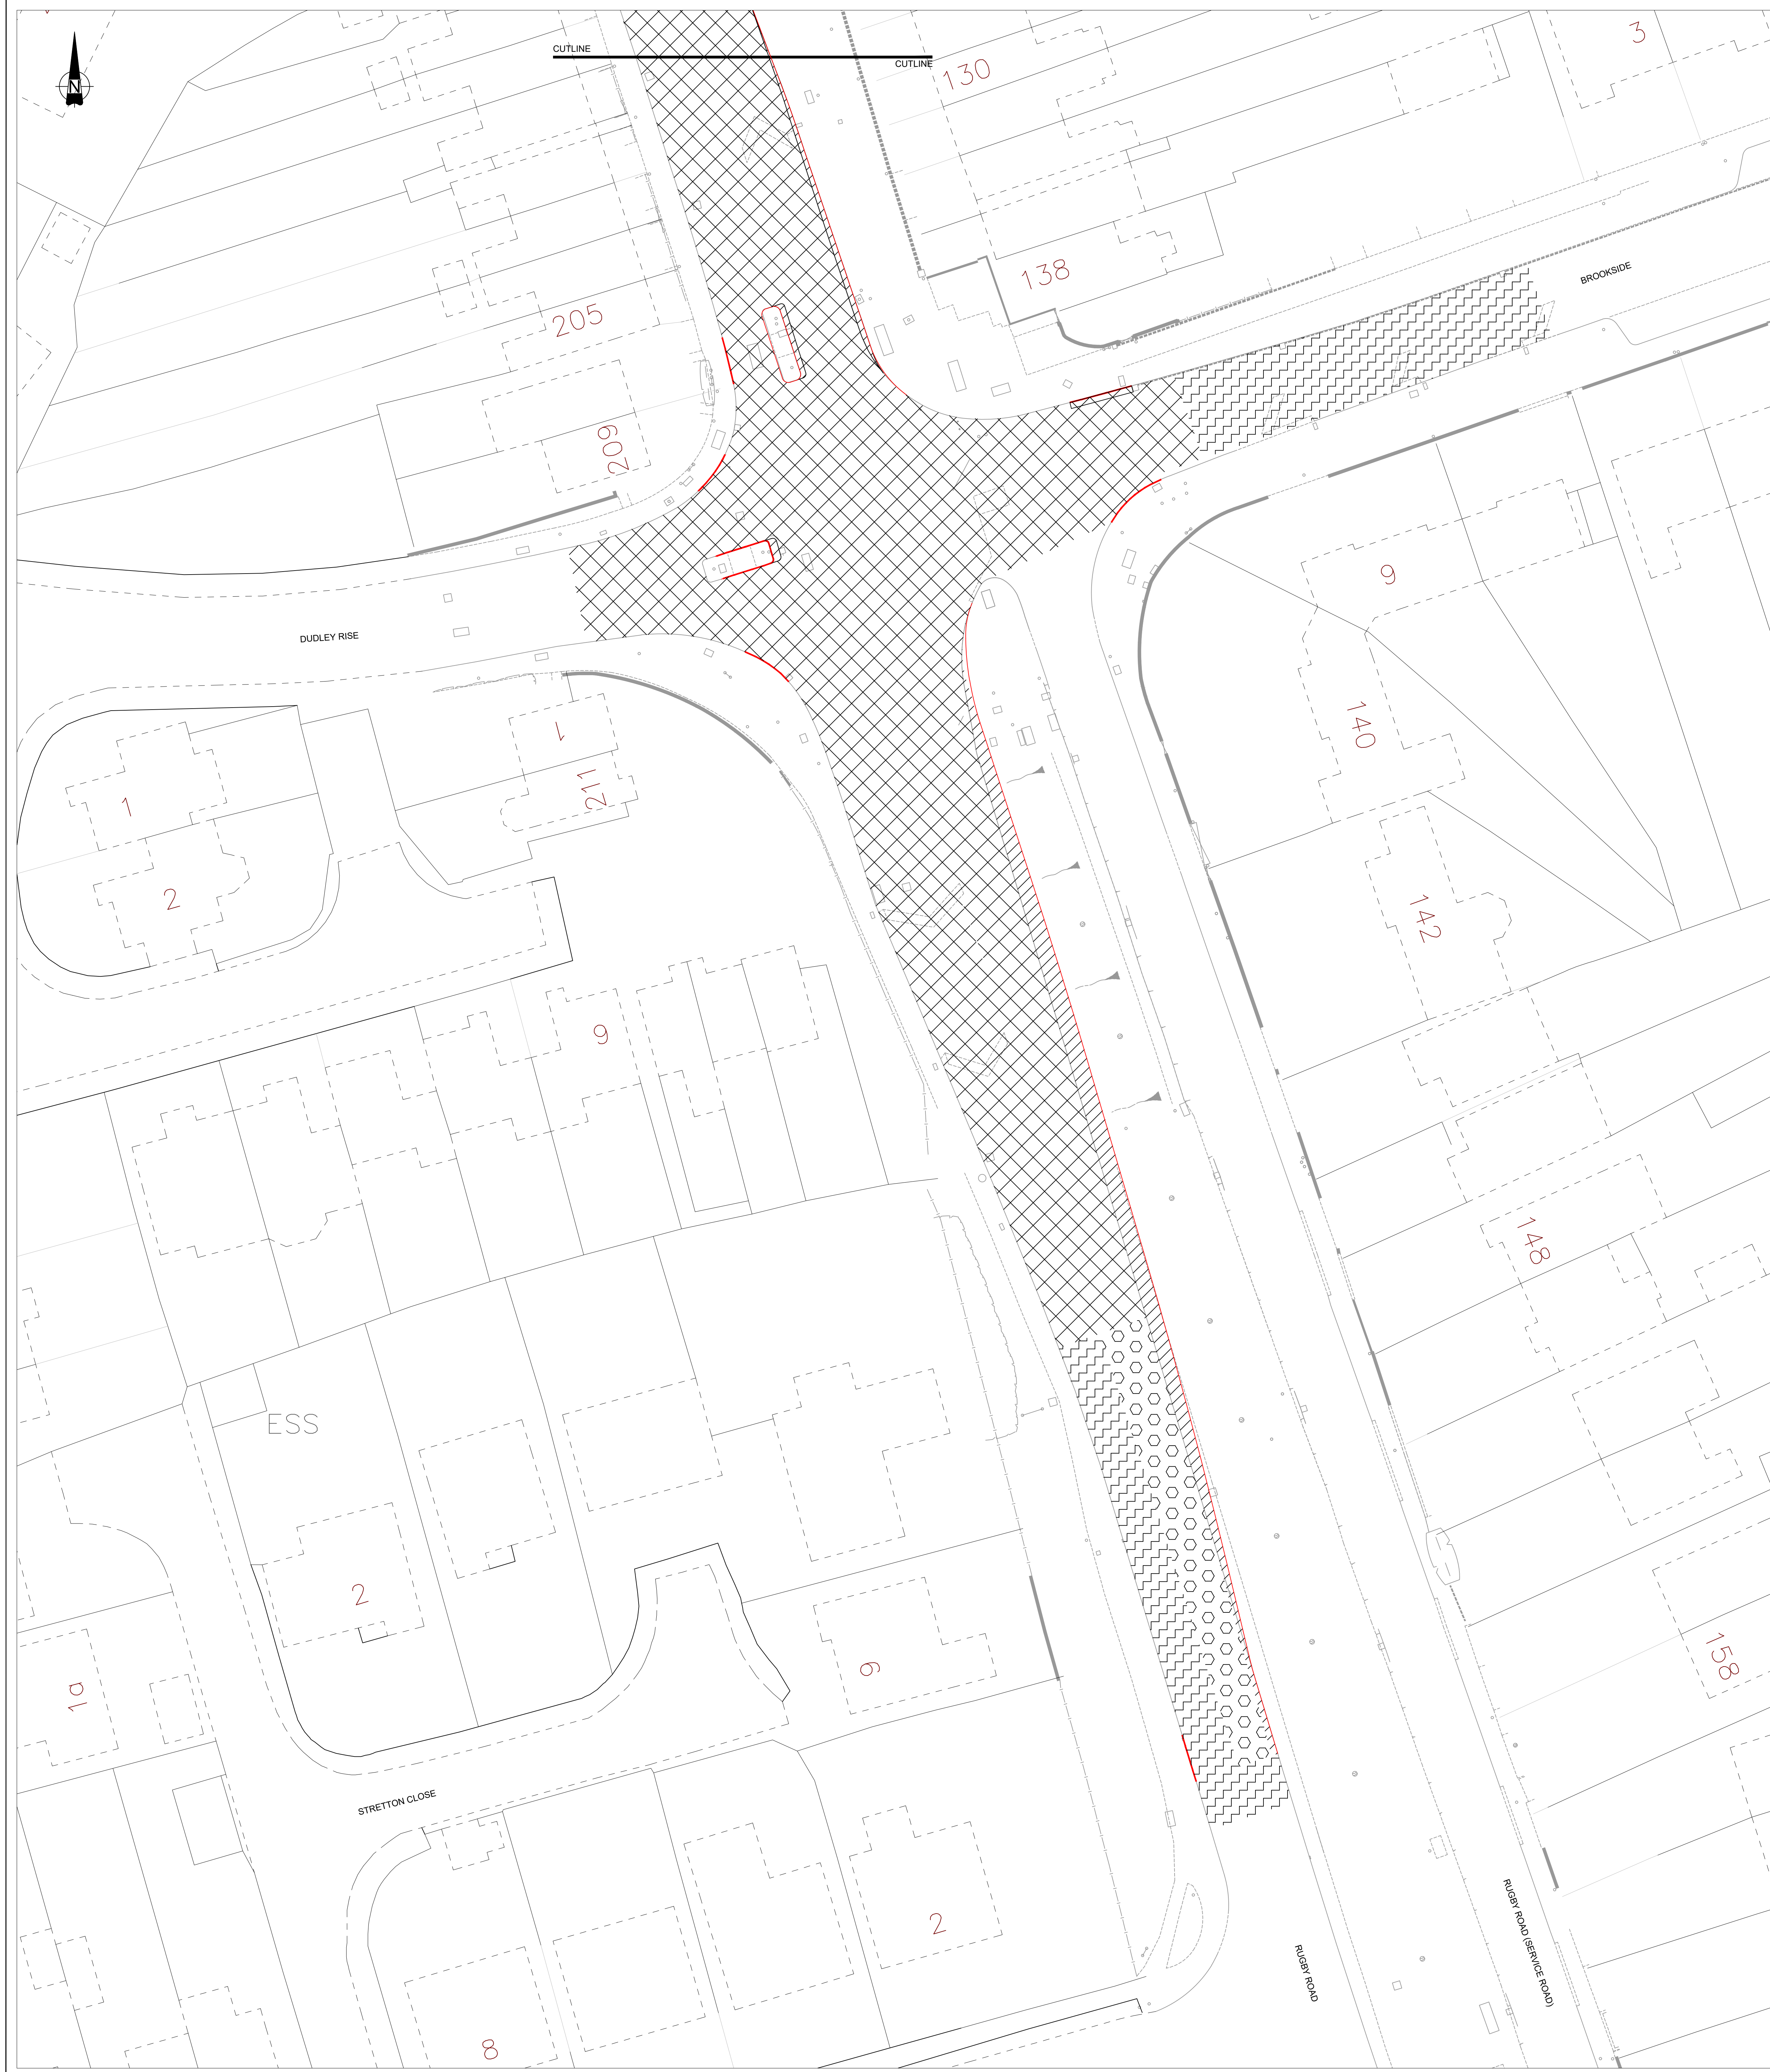 CUTLINE
CUTLINE
N
130
3
138
BROOKSIDE
205
209
DUDLEY RISE
9
140
1
211
1
2
142
9
148
ESS
2
9
1a
158
STRETTON CLOSE
2
8
RUGBY ROAD
RUGBY ROAD (SERVICE ROAD)